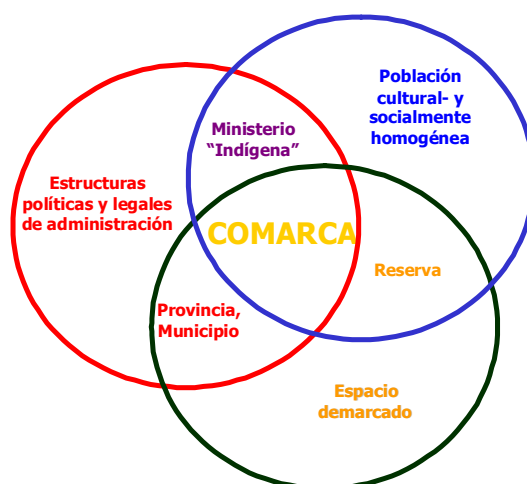 Población
cultural- y
socialmente
homogénea
Ministerio
“Indígena”
Estructuras
políticas y legales
de administración
COMARCA
Reserva
Provincia,
Municipio
Espacio
demarcado